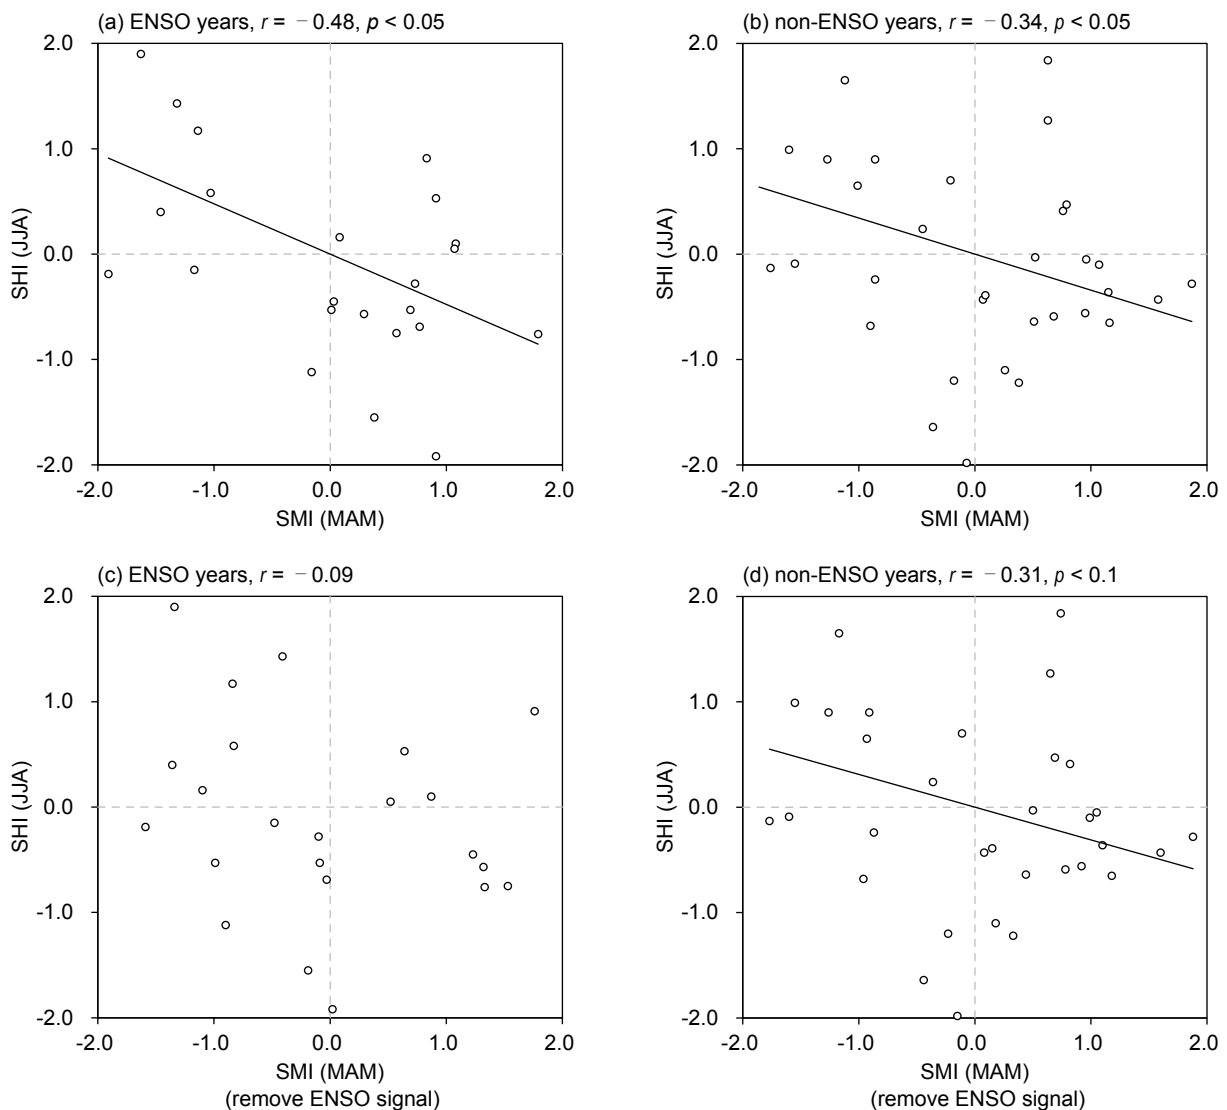 (a) ENSO years, r = −0.48, p < 0.05
2.0
1.0
0.0
-1.0
-2.0
SHI (JJA)
-2.0 -1.0 0.0 1.0 2.0
SMI (MAM)
(b) non-ENSO years, r = −0.34, p < 0.05
2.0
1.0
0.0
-1.0
-2.0
SHI (JJA)
-2.0 -1.0 0.0 1.0 2.0
SMI (MAM)
(c) ENSO years, r = −0.09
2.0
1.0
0.0
-1.0
-2.0
SHI (JJA)
-2.0 -1.0 0.0 1.0 2.0
SMI (MAM)
(remove ENSO signal)
(d) non-ENSO years, r = −0.31, p < 0.1
2.0
1.0
0.0
-1.0
-2.0
SHI (JJA)
-2.0 -1.0 0.0 1.0 2.0
SMI (MAM)
(remove ENSO signal)